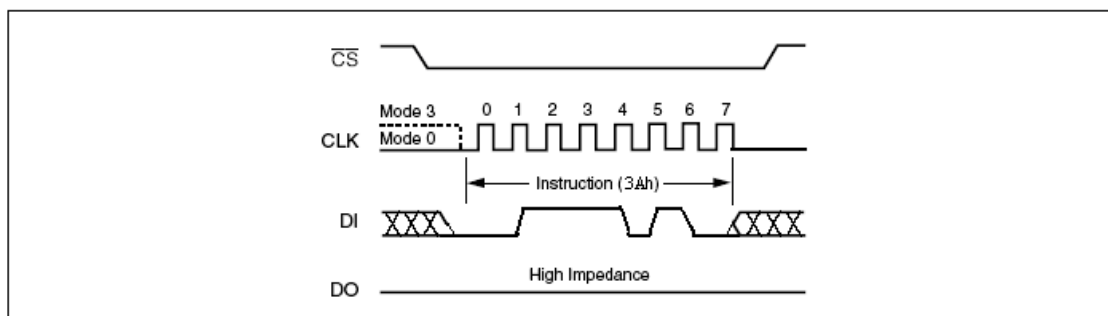 CS
Mode 3 0 1 2 3 4 5 6 7
CLK Mode 0
Instruction (3Ah)
DI
High Impedance
DO